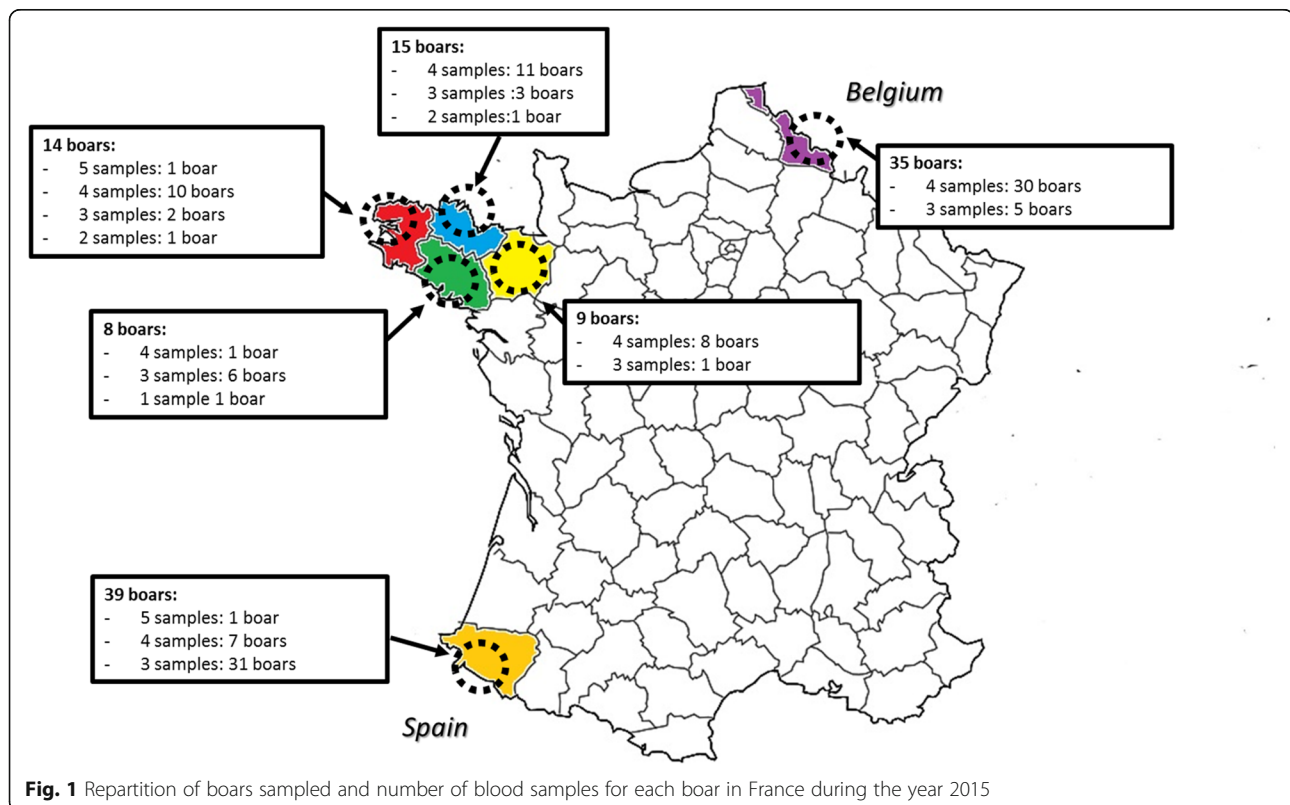 15 boars:
- 4 samples: 11 boars
- 3 samples :3 boars
- 2 samples:1 boar
Belgium
14 boars:
- 5 samples: 1 boar
- 4 samples: 10 boars
- 3 samples: 2 boars
- 2 samples: 1 boar
35 boars:
- 4 samples: 30 boars
- 3 samples: 5 boars
8 boars:
- 4 samples: 1 boar
- 3 samples: 6 boars
- 1 sample 1 boar
9 boars:
- 4 samples: 8 boars
- 3 samples: 1 boar
39 boars:
- 5 samples: 1 boar
- 4 samples: 7 boars
- 3 samples: 31 boars
Spain
Fig. 1 Repartition of boars sampled and number of blood samples for each boar in France during the year 2015